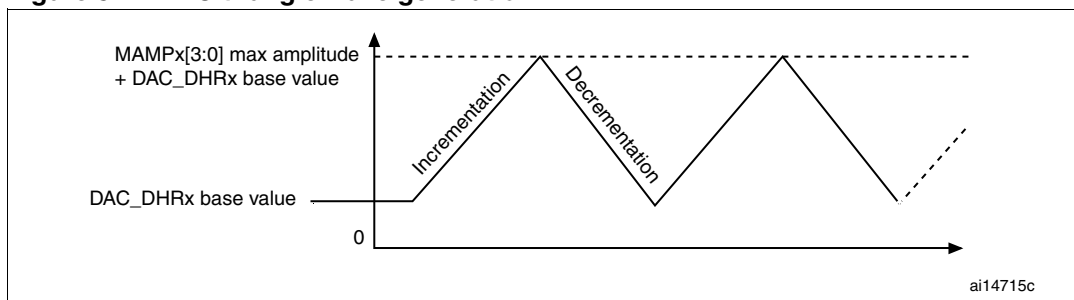 MAMPx[3:0] max amplitude
+ DAC_DHRx base value
Incrementation
Decrementation
DAC_DHRx base value
0
ai14715c